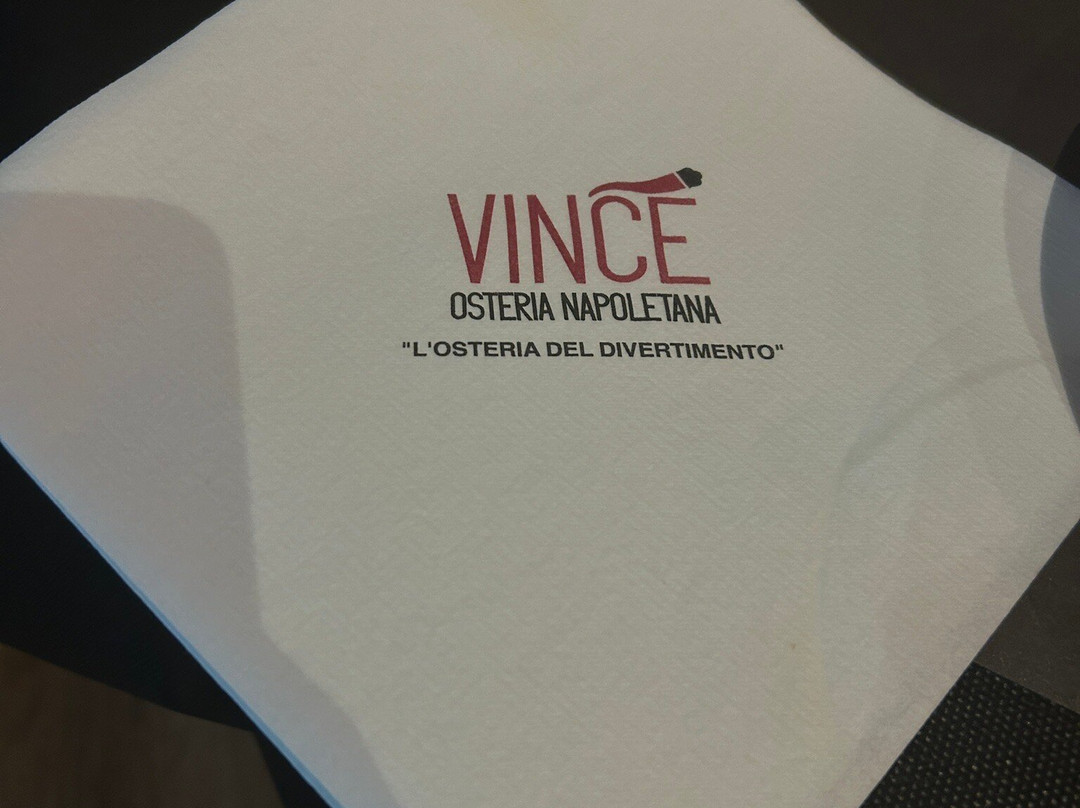 VINCE
OSTERIA NAPOLETANA
"L'OSTERIA DEL DIVERTIMENTO"